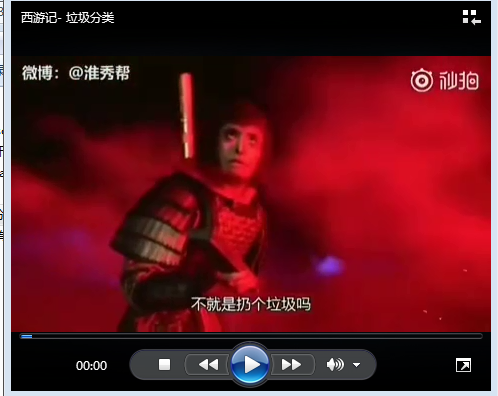 西游记- 垃圾分类
微博：@淮秀帮
秒拍
不就是扔个垃圾吗
00:00